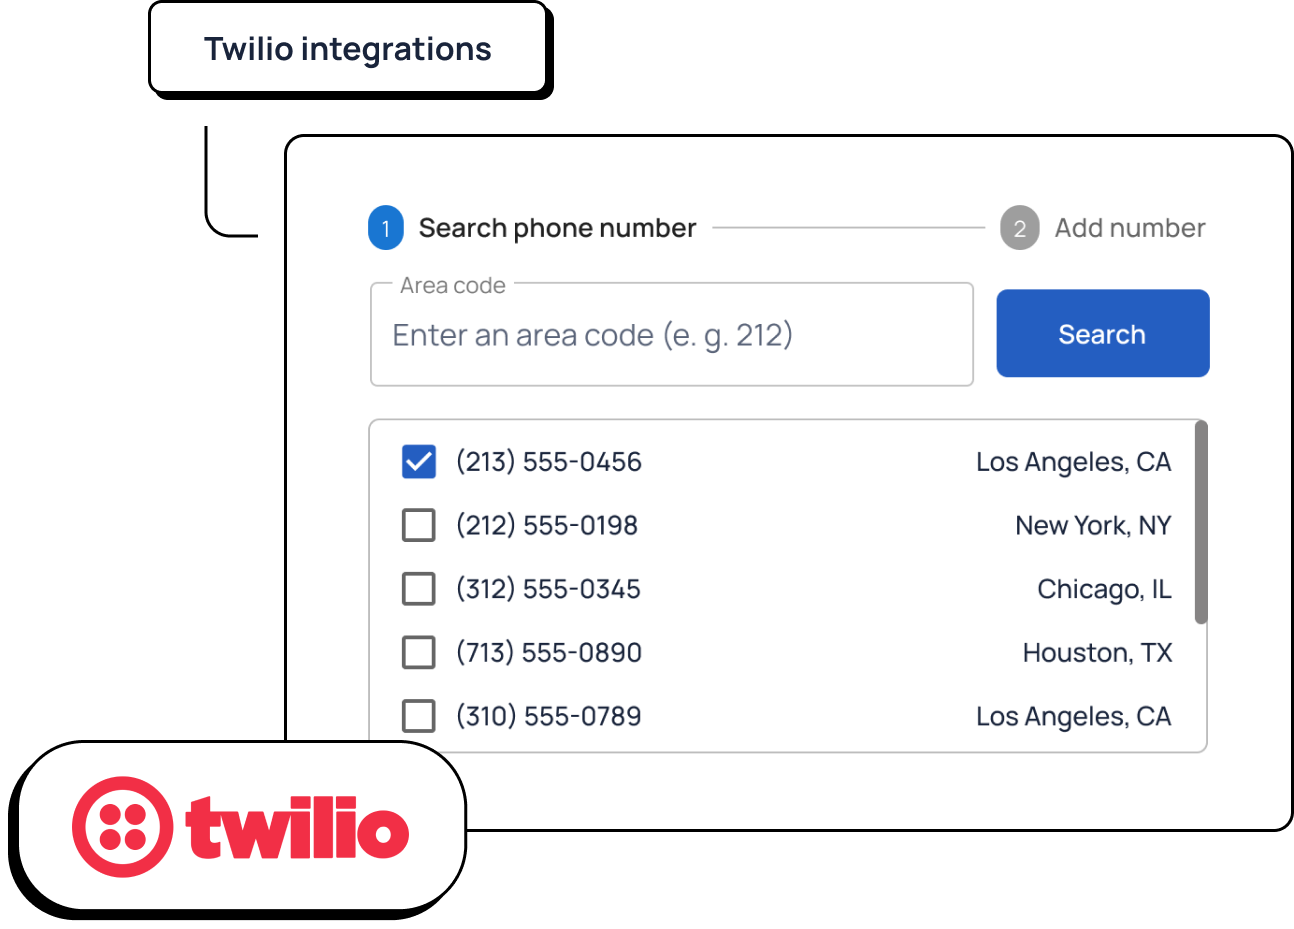 Twilio integrations
1 Search phone number 2 Add number
Area code
Enter an area code (e. g. 212)
Search
(213) 555-0456 Los Angeles, CA
(212) 555-0198 New York, NY
(312) 555-0345 Chicago, IL
(713) 555-0890 Houston, TX
(310) 555-0789 Los Angeles, CA
twilio